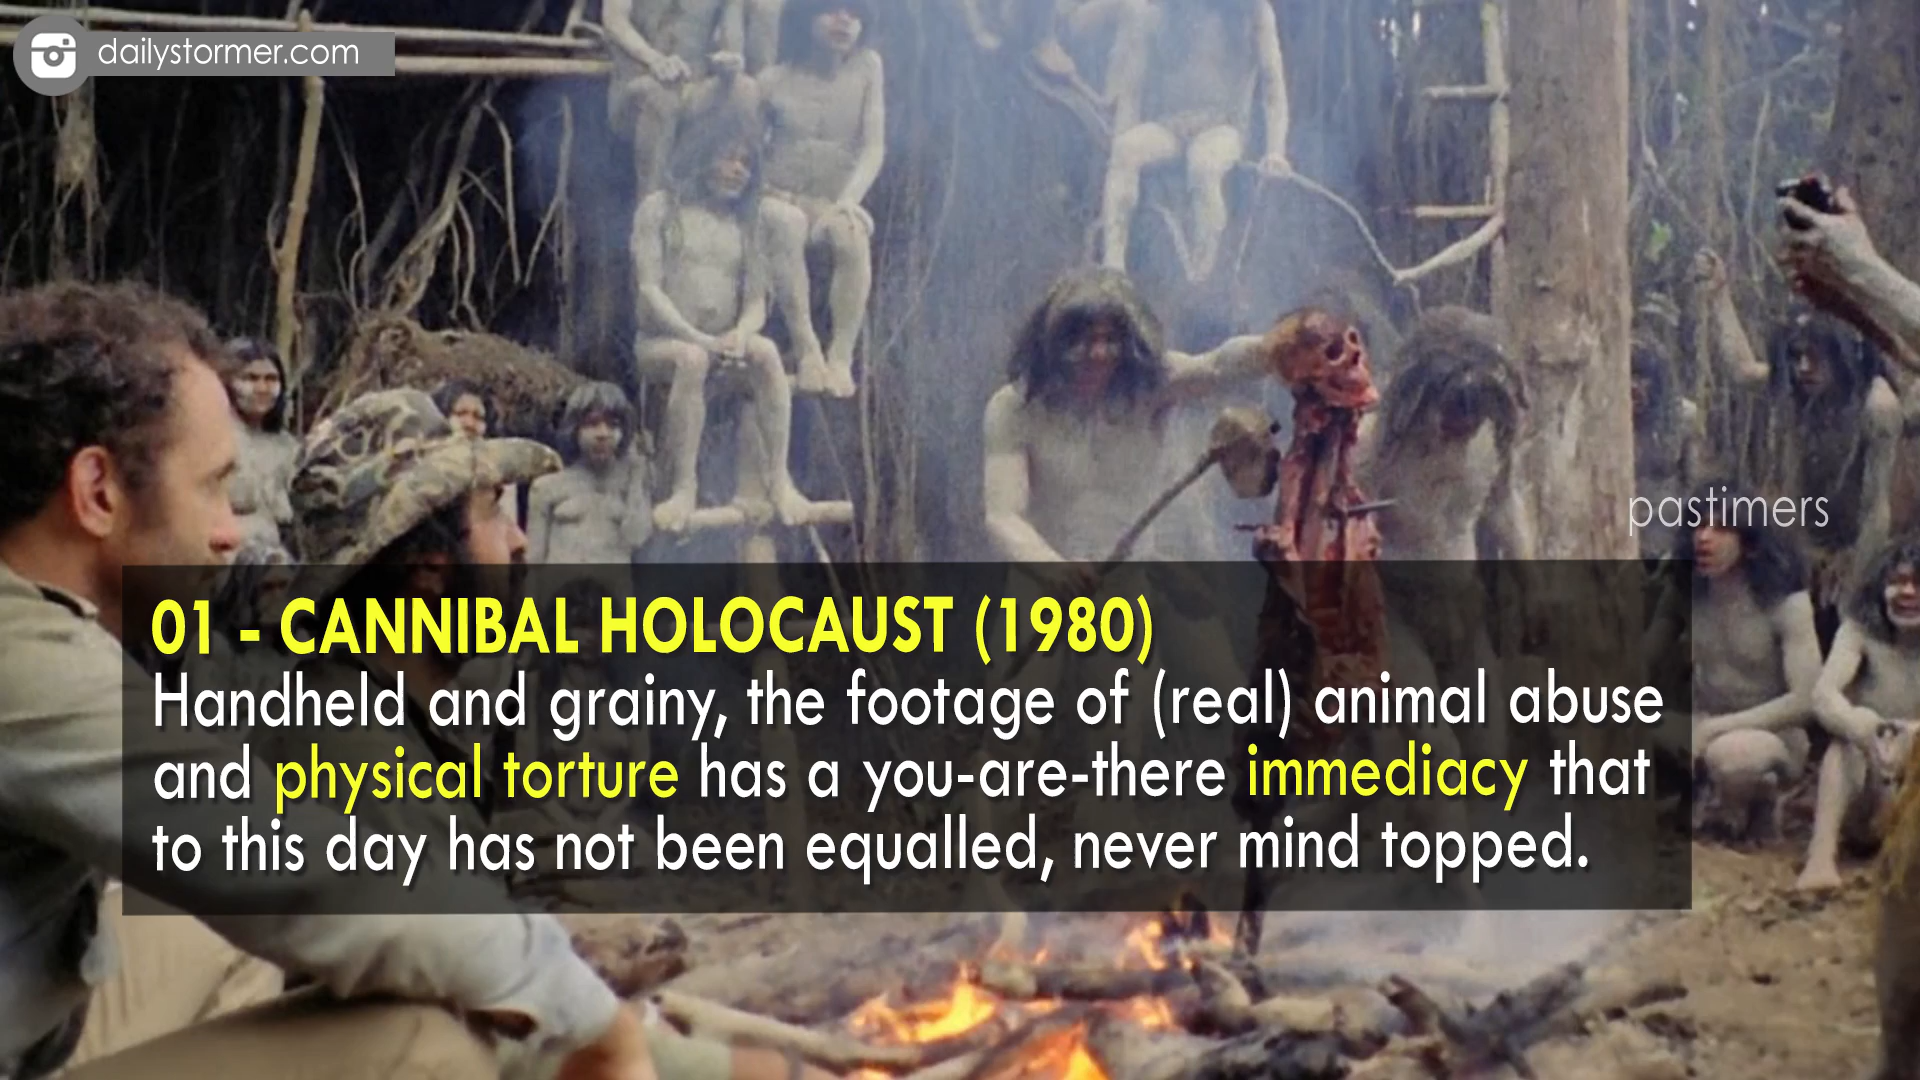 dailystormer.com
pastimers
01 - CANNIBAL HOLOCAUST (1980)
Handheld and grainy, the footage of (real) animal abuse
and physical torture has a you-are-there immediacy that
to this day has not been equalled, never mind topped.